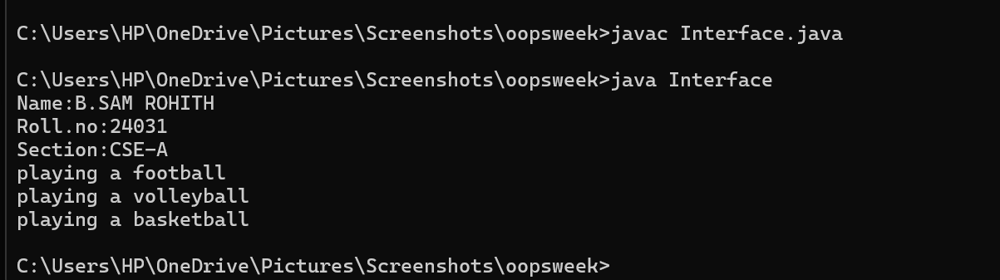 C:\Users\HP\OneDrive\Pictures\Screenshots\oopsweek>javac Interface.java
C:\Users\HP\OneDrive\Pictures\Screenshots\oopsweek>java Interface
Name:B.SAM ROHITH
Roll.no:24031
Section:CSE-A
playing a football
playing a volleyball
playing a basketball
C:\Users\HP\OneDrive\Pictures\Screenshots\oopsweek>